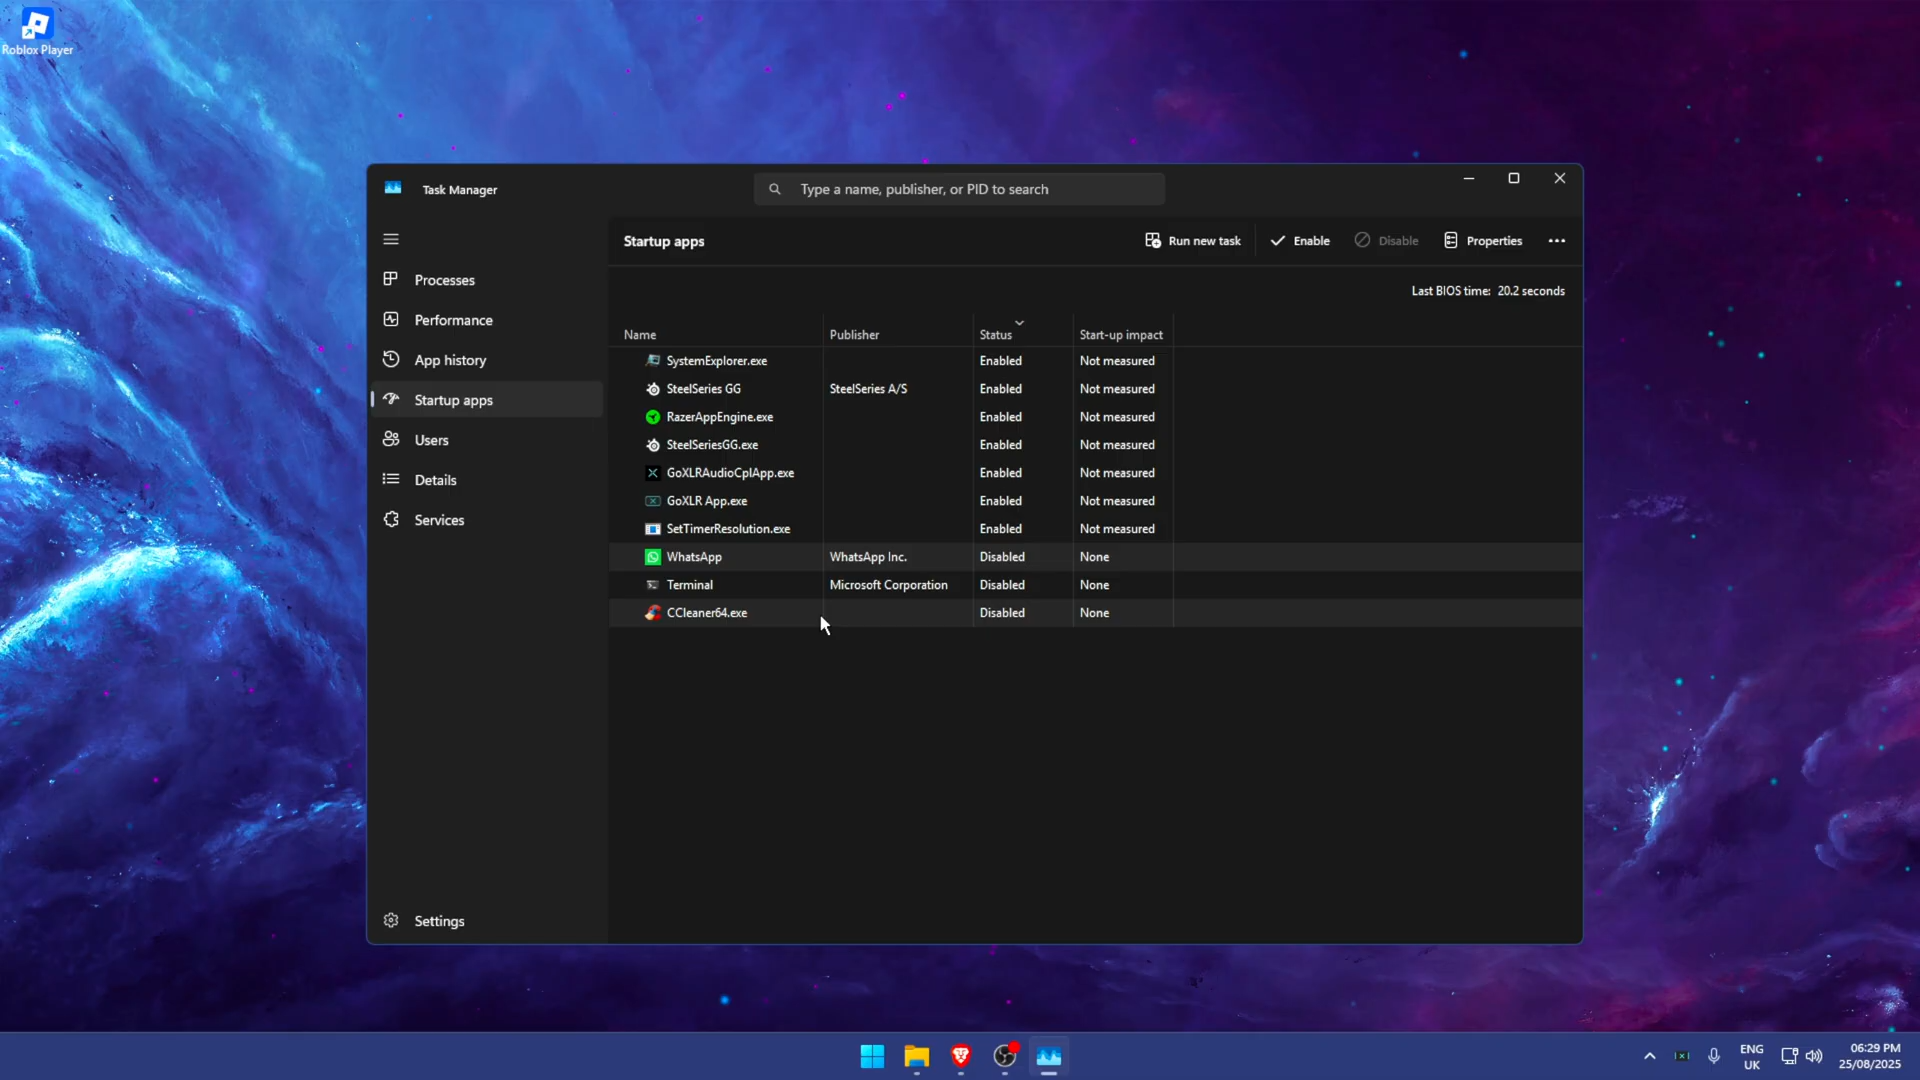 Roblox Player
Task Manager
Type a name, publisher, or PID to search
Startup apps
Run new task
Enable
Disable
Properties
Last BIOS time: 20.2 seconds
Processes
Performance
App history
Startup apps
Users
Details
Services
Settings
Name Publisher Status Start-up impact
SystemExplorer.exe Enabled Not measured
SteelSeries GG SteelSeries A/S Enabled Not measured
RazerAppEngine.exe Enabled Not measured
SteelSeriesGG.exe Enabled Not measured
GoXLRAudioCplApp.exe Enabled Not measured
GoXLR App.exe Enabled Not measured
SetTimerResolution.exe Enabled Not measured
WhatsApp WhatsApp Inc. Disabled None
Terminal Microsoft Corporation Disabled None
CCleaner64.exe Disabled None
ENG
UK
06:29 PM
25/08/2025